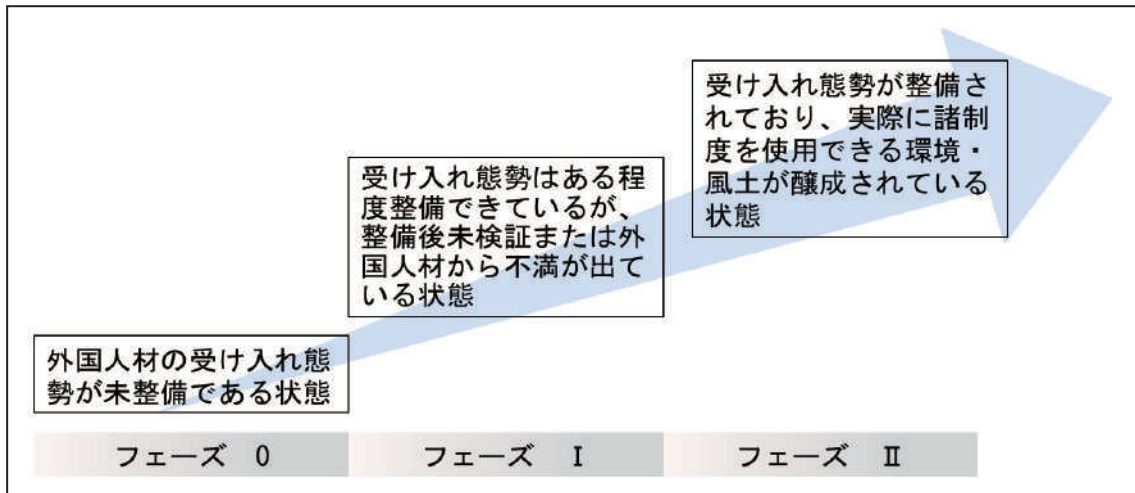 受け入れ態勢が整備さ
れており、実際に諸制
度を使用できる環境・
風土が醸成されている
状態
受け入れ態勢はある程
度整備できているが、
整備後未検証または外
国人材から不満が出て
いる状態
外国人材の受け入れ態
勢が未整備である状態
フェーズ 0
フェーズ Ⅰ
フェーズ Ⅱ